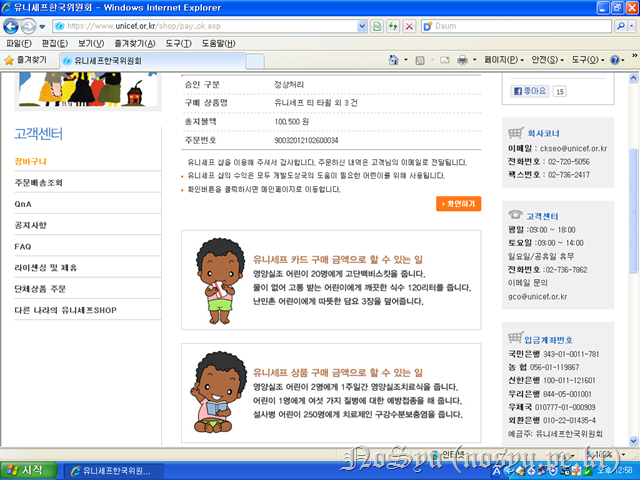 유니세프한국위원회 - Windows Internet Explorer
https://www.unicef.or.kr/shop/pay_ok.asp
Daum
파일(F) 편집(E) 보기(V) 즐겨찾기(A) 도구(T) 도움말(H)
즐겨찾기 유니세프한국위원회 페이지(P) 안전(S) 도구(O)
고객센터
장바구니
주문배송조회
QnA
공지사항
FAQ
라이센싱 및 제휴
단체상품 주문
다른 나라의 유니세프SHOP
승인 구분 정상처리
구매 상품명 유니세프 티 타월 외 3 건
총지불액 100,500 원
주문번호 90032012102600034
유니세프 샵을 이용해 주셔서 감사합니다. 주문하신 내역은 고객님의 이메일로 전달됩니다.
유니세프 샵의 수익은 모두 개발도상국의 도움이 필요한 어린이를 위해 사용됩니다.
확인버튼을 클릭하시면 메인페이지로 이동합니다.
확인하기
유니세프 카드 구매 금액으로 할 수 있는 일
영양실조 어린이 20명에게 고단백비스킷을 줍니다.
물이 없어 고통 받는 어린이에게 깨끗한 식수 120리터를 줍니다.
난민촌 어린이에게 따뜻한 담요 3장을 덮어줍니다.
유니세프 상품 구매 금액으로 할 수 있는 일
영양실조 어린이 2명에게 1주일간 영양실조치료식을 줍니다.
어린이 1명에게 여섯 가지 질병에 대한 예방접종을 해 줍니다.
설사병 어린이 250명에게 치료제인 구강수분보충염을 줍니다.
좋아요 15
회사코너
이메일 : ckseo@unicef.or.kr
전화번호 : 02-720-5056
팩스번호 : 02-736-2417
고객센터
평일 :09:00 ~ 18:00
토요일 :09:00 ~ 14:00
일요일/공휴일 휴무
전화번호 :02-736-7862
이메일 문의
gco@unicef.or.kr
입금계좌번호
국민은행 343-01-0011-781
농 협 056-01-119867
신한은행 100-011-121601
우리은행 844-05-001001
우체국 010777-01-000909
외환은행 010-22-01435-4
예금주: 유니세프한국위원회
인터넷 100%
NoSyu (nosyu.pe.kr)
시작 유니세프한국위원... 12:58